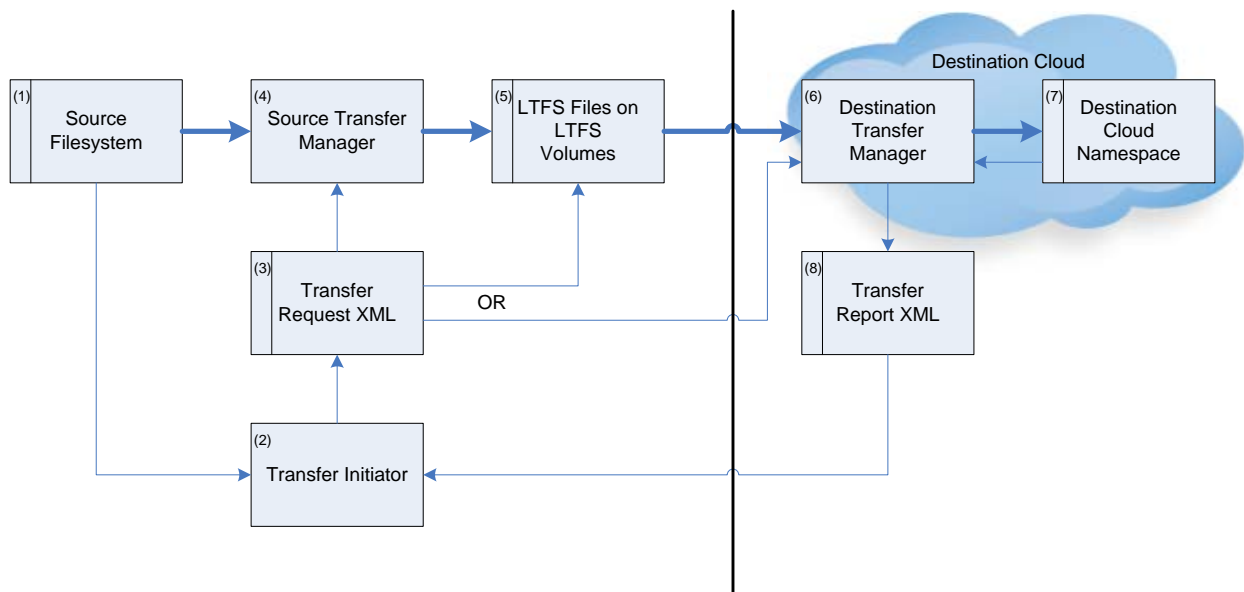 Destination Cloud
(1)
Source
Filesystem
(4)
Source Transfer
Manager
(5)
LTFS Files on
LTFS
Volumes
(6)
Destination
Transfer
Manager
(7)
Destination
Cloud
Namespace
(3)
Transfer
Request XML
OR
(8)
Transfer
Report XML
(2)
Transfer Initiator